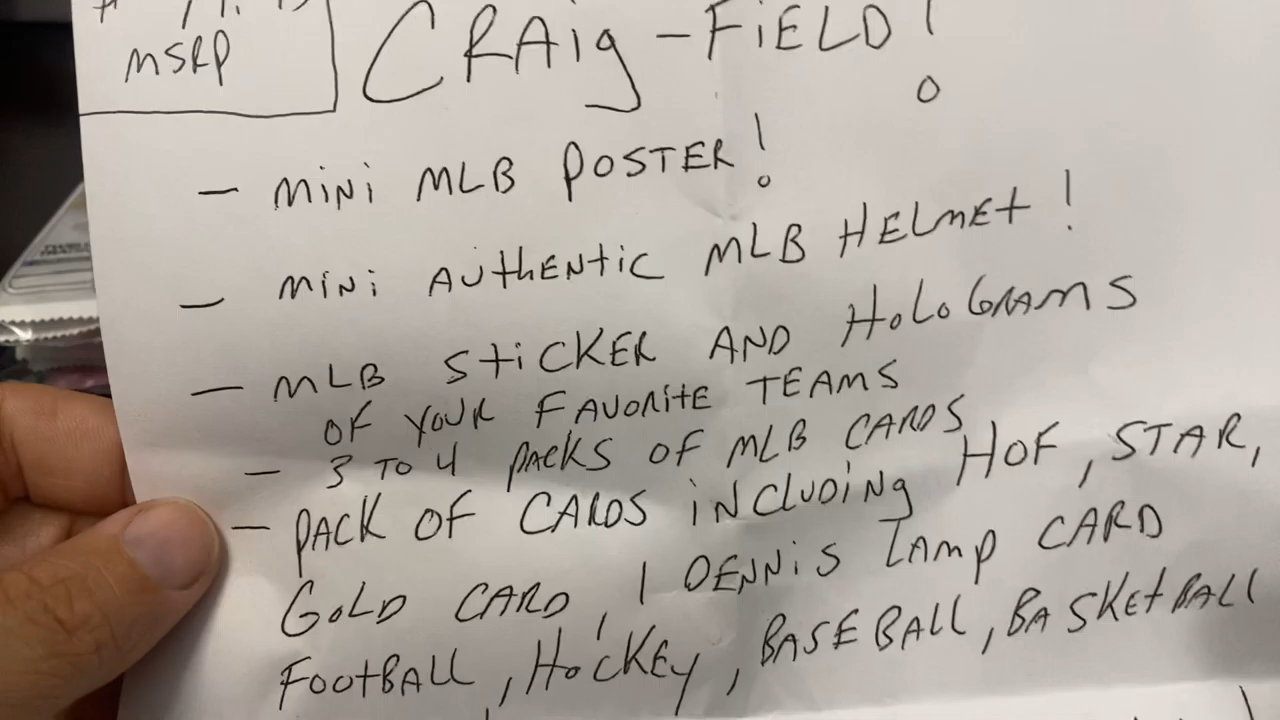 MSRP
CRAig - FiELD!
- MiNi MLB POSTER!
- MiNi AUthENtiC MLB HELMEt!
- MLB StiCKER AND HoLoGRAMS
OF YOUR FAVORitE TEAMS
- 3 TO 4 PACKS OF MLB CARDS
- PACK OF CARDS iNCLUDiNg HOF, STAR,
GOLD CARD, 1 DENNiS LAMP CARD
FOOtBALL, HOCKEY, BASEBALL, BASKEtBALL